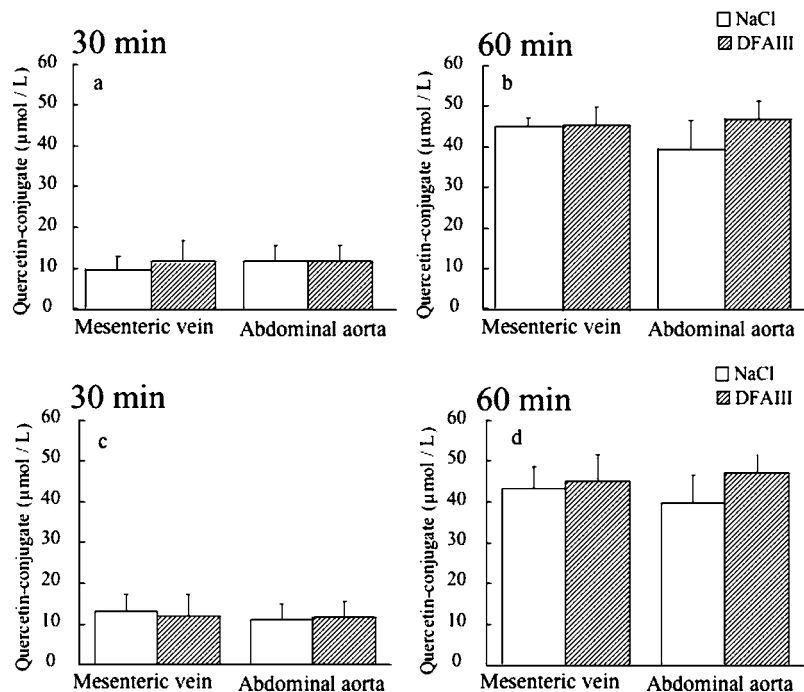 NaCl
DFAIII
30 min
60 min
a
b
Quercetin-conjugate (µmol / L)
60
50
40
30
20
10
0
Mesenteric vein
Abdominal aorta
Quercetin-conjugate (µmol / L)
60
50
40
30
20
10
0
Mesenteric vein
Abdominal aorta
NaCl
DFAIII
30 min
60 min
c
d
Quercetin-conjugate (µmol / L)
60
50
40
30
20
10
0
Mesenteric vein
Abdominal aorta
Quercetin-conjugate (µmol / L)
60
50
40
30
20
10
0
Mesenteric vein
Abdominal aorta